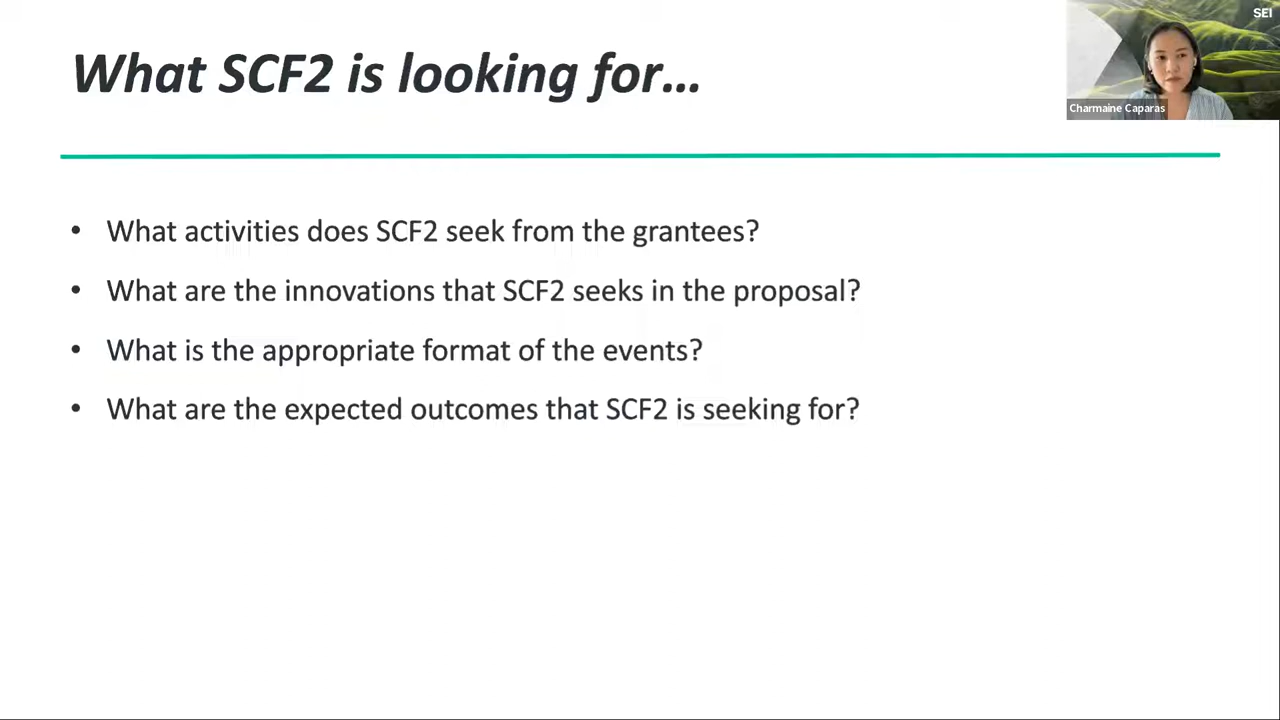 What SCF2 is looking for...
SEI
Charmaine Caparas
• What activities does SCF2 seek from the grantees?
• What are the innovations that SCF2 seeks in the proposal?
• What is the appropriate format of the events?
• What are the expected outcomes that SCF2 is seeking for?